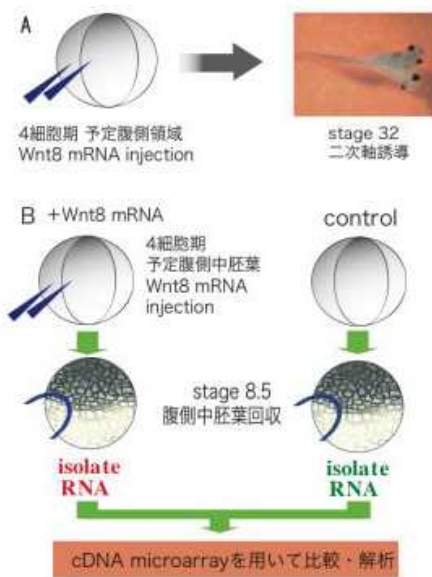 A
4細胞期 予定腹側領域
Wnt8 mRNA injection
stage 32
二次軸誘導
B
+Wnt8 mRNA
control
4細胞期
予定腹側中胚葉
Wnt8 mRNA
injection
stage 8.5
腹側中胚葉回収
isolate
RNA
isolate
RNA
cDNA microarrayを用いて比較・解析